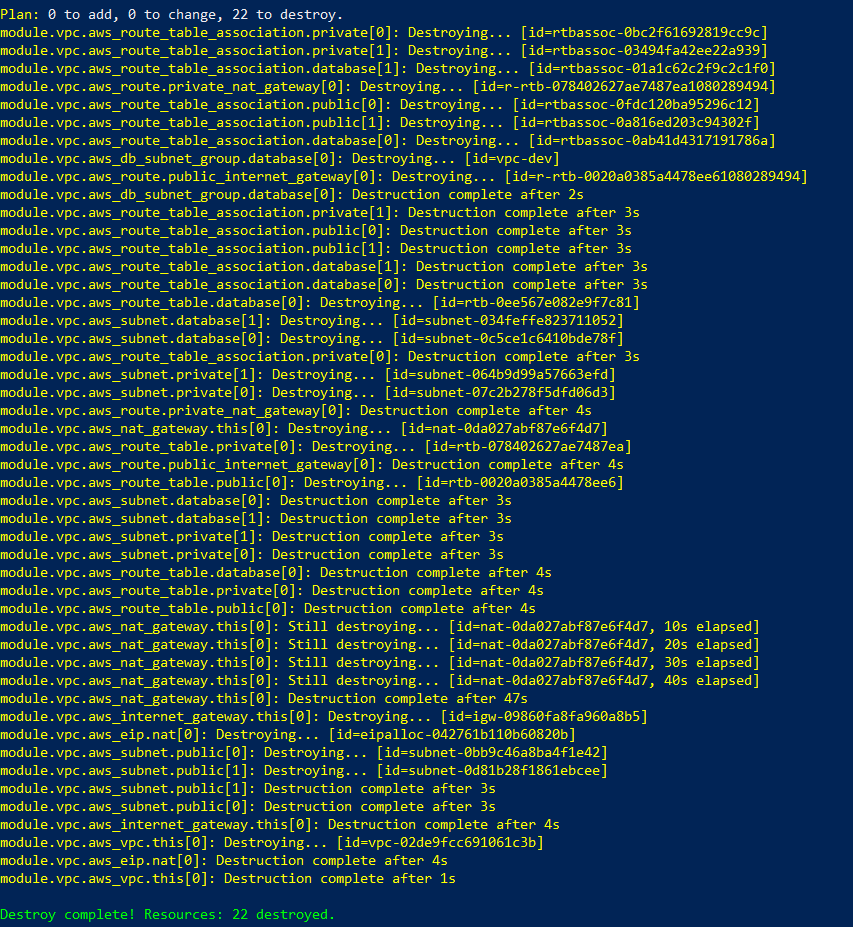 Plan: 0 to add, 0 to change, 22 to destroy.
module.vpc.aws_route_table_association.private[0]: Destroying... [id=rtbassoc-0bc2f61692819cc9c]
module.vpc.aws_route_table_association.private[1]: Destroying... [id=rtbassoc-03494fa42ee22a939]
module.vpc.aws_route_table_association.database[1]: Destroying... [id=rtbassoc-01a1c62c2f9c2c1f0]
module.vpc.aws_route.private_nat_gateway[0]: Destroying... [id=r-rtb-078402627ae7487ea1080289494]
module.vpc.aws_route_table_association.public[0]: Destroying... [id=rtbassoc-0fdc120ba95296c12]
module.vpc.aws_route_table_association.public[1]: Destroying... [id=rtbassoc-0a816ed203c94302f]
module.vpc.aws_route_table_association.database[0]: Destroying... [id=rtbassoc-0ab41d4317191786a]
module.vpc.aws_db_subnet_group.database[0]: Destroying... [id=vpc-dev]
module.vpc.aws_route.public_internet_gateway[0]: Destroying... [id=r-rtb-0020a0385a4478ee61080289494]
module.vpc.aws_db_subnet_group.database[0]: Destruction complete after 2s
module.vpc.aws_route_table_association.private[1]: Destruction complete after 3s
module.vpc.aws_route_table_association.public[0]: Destruction complete after 3s
module.vpc.aws_route_table_association.public[1]: Destruction complete after 3s
module.vpc.aws_route_table_association.database[1]: Destruction complete after 3s
module.vpc.aws_route_table_association.database[0]: Destruction complete after 3s
module.vpc.aws_route_table.database[0]: Destroying... [id=rtb-0ee567e082e9f7c81]
module.vpc.aws_subnet.database[1]: Destroying... [id=subnet-034feffe823711052]
module.vpc.aws_subnet.database[0]: Destroying... [id=subnet-0c5ce1c6410bde78f]
module.vpc.aws_route_table_association.private[0]: Destruction complete after 3s
module.vpc.aws_subnet.private[1]: Destroying... [id=subnet-064b9d99a57663efd]
module.vpc.aws_subnet.private[0]: Destroying... [id=subnet-07c2b278f5dfd06d3]
module.vpc.aws_route.private_nat_gateway[0]: Destruction complete after 4s
module.vpc.aws_nat_gateway.this[0]: Destroying... [id=nat-0da027abf87e6f4d7]
module.vpc.aws_route_table.private[0]: Destroying... [id=rtb-078402627ae7487ea]
module.vpc.aws_route.public_internet_gateway[0]: Destruction complete after 4s
module.vpc.aws_route_table.public[0]: Destroying... [id=rtb-0020a0385a4478ee6]
module.vpc.aws_subnet.database[0]: Destruction complete after 3s
module.vpc.aws_subnet.database[1]: Destruction complete after 3s
module.vpc.aws_subnet.private[1]: Destruction complete after 3s
module.vpc.aws_subnet.private[0]: Destruction complete after 3s
module.vpc.aws_route_table.database[0]: Destruction complete after 4s
module.vpc.aws_route_table.private[0]: Destruction complete after 4s
module.vpc.aws_route_table.public[0]: Destruction complete after 4s
module.vpc.aws_nat_gateway.this[0]: Still destroying... [id=nat-0da027abf87e6f4d7, 10s elapsed]
module.vpc.aws_nat_gateway.this[0]: Still destroying... [id=nat-0da027abf87e6f4d7, 20s elapsed]
module.vpc.aws_nat_gateway.this[0]: Still destroying... [id=nat-0da027abf87e6f4d7, 30s elapsed]
module.vpc.aws_nat_gateway.this[0]: Still destroying... [id=nat-0da027abf87e6f4d7, 40s elapsed]
module.vpc.aws_nat_gateway.this[0]: Destruction complete after 47s
module.vpc.aws_internet_gateway.this[0]: Destroying... [id=igw-09860fa8fa960a8b5]
module.vpc.aws_eip.nat[0]: Destroying... [id=eipalloc-042761b110b60820b]
module.vpc.aws_subnet.public[0]: Destroying... [id=subnet-0bb9c46a8ba4f1e42]
module.vpc.aws_subnet.public[1]: Destroying... [id=subnet-0d81b28f1861ebcee]
module.vpc.aws_subnet.public[1]: Destruction complete after 3s
module.vpc.aws_subnet.public[0]: Destruction complete after 3s
module.vpc.aws_internet_gateway.this[0]: Destruction complete after 4s
module.vpc.aws_vpc.this[0]: Destroying... [id=vpc-02de9fcc691061c3b]
module.vpc.aws_eip.nat[0]: Destruction complete after 4s
module.vpc.aws_vpc.this[0]: Destruction complete after 1s
Destroy complete! Resources: 22 destroyed.